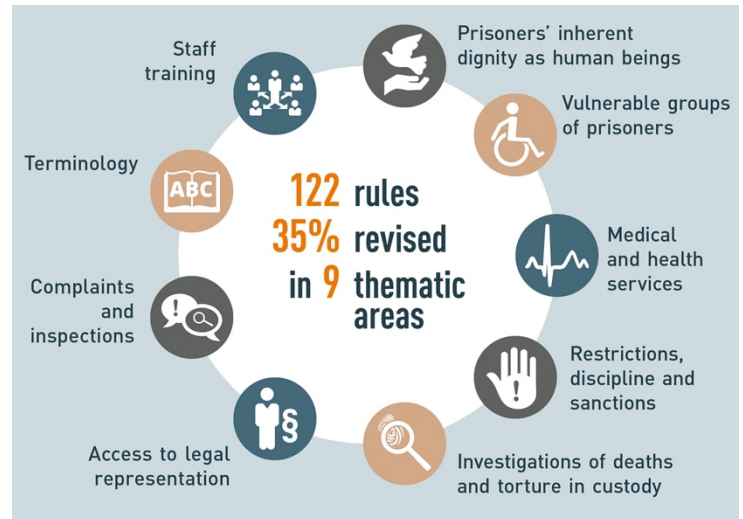 122 rules
35% revised
in 9 thematic
areas
Prisoners’ inherent
dignity as human beings
Vulnerable groups
of prisoners
Medical
and health
services
Restrictions,
discipline and
sanctions
Investigations of deaths
and torture in custody
Access to legal
representation
§
Complaints
and
inspections
Terminology
ABC
Staff
training